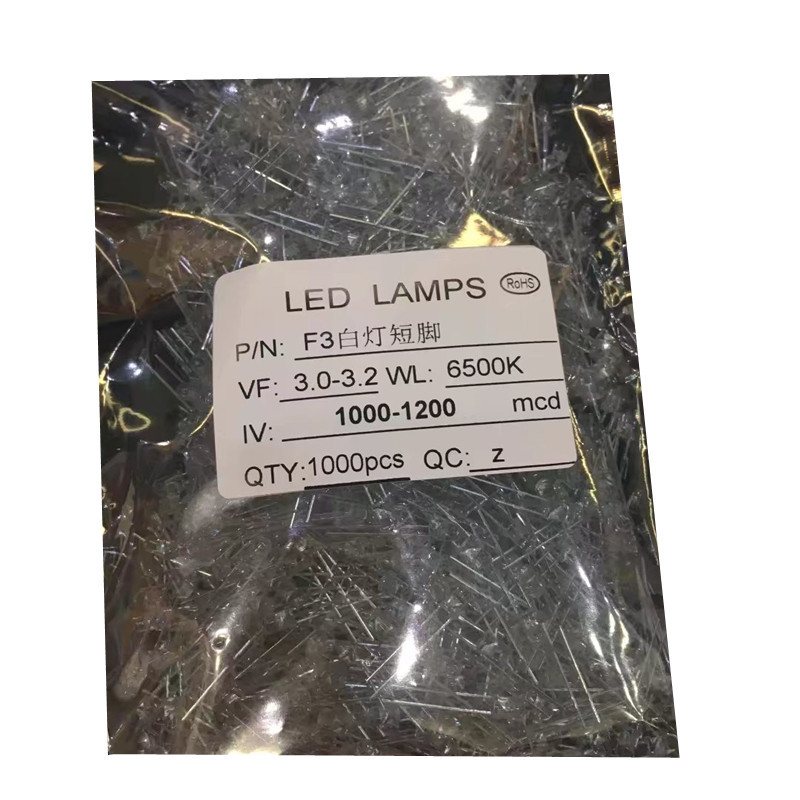 LED LAMPS RoHS
P/N: F3白灯短脚
VF: 3.0-3.2 WL: 6500K
IV: 1000-1200 mcd
QTY: 1000pcs QC: z